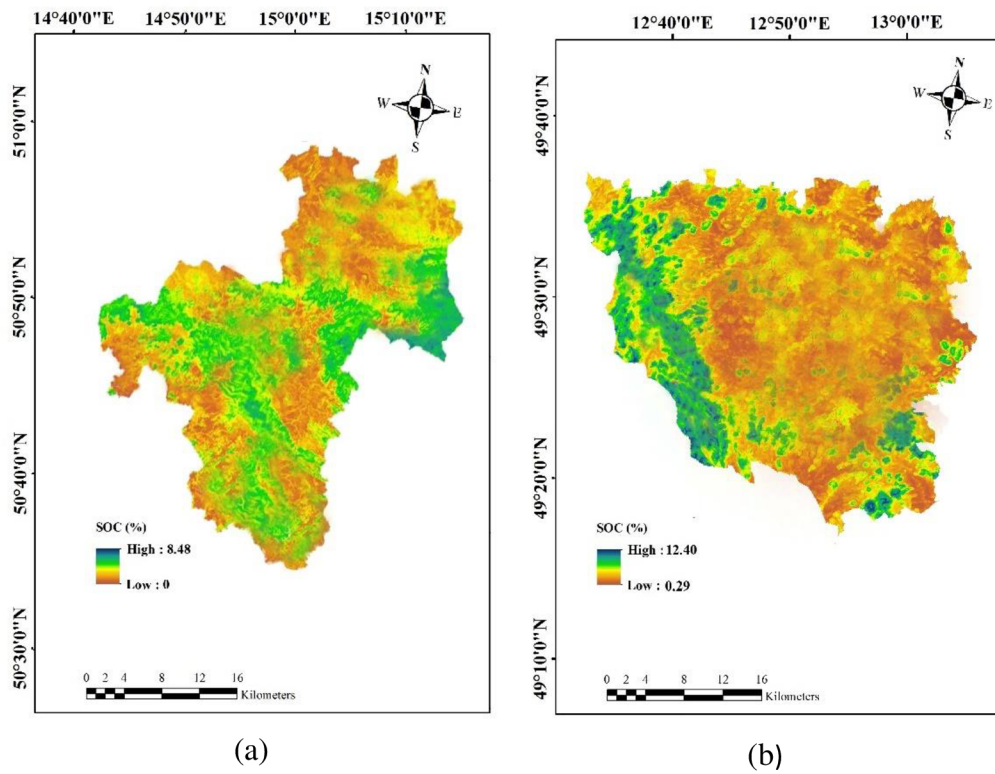 14°40'0"E 14°50'0"E 15°0'0"E 15°10'0"E
51°0'0"N
50°50'0"N
50°40'0"N
50°30'0"N
N
W E
S
SOC (%)
High : 8.48
Low : 0
0 2 4 8 12 16
Kilometers
(a)
12°40'0"E 12°50'0"E 13°0'0"E
49°40'0"N
49°30'0"N
49°20'0"N
49°10'0"N
N
W E
S
SOC (%)
High : 12.40
Low : 0.29
0 2 4 8 12 16
Kilometers
(b)